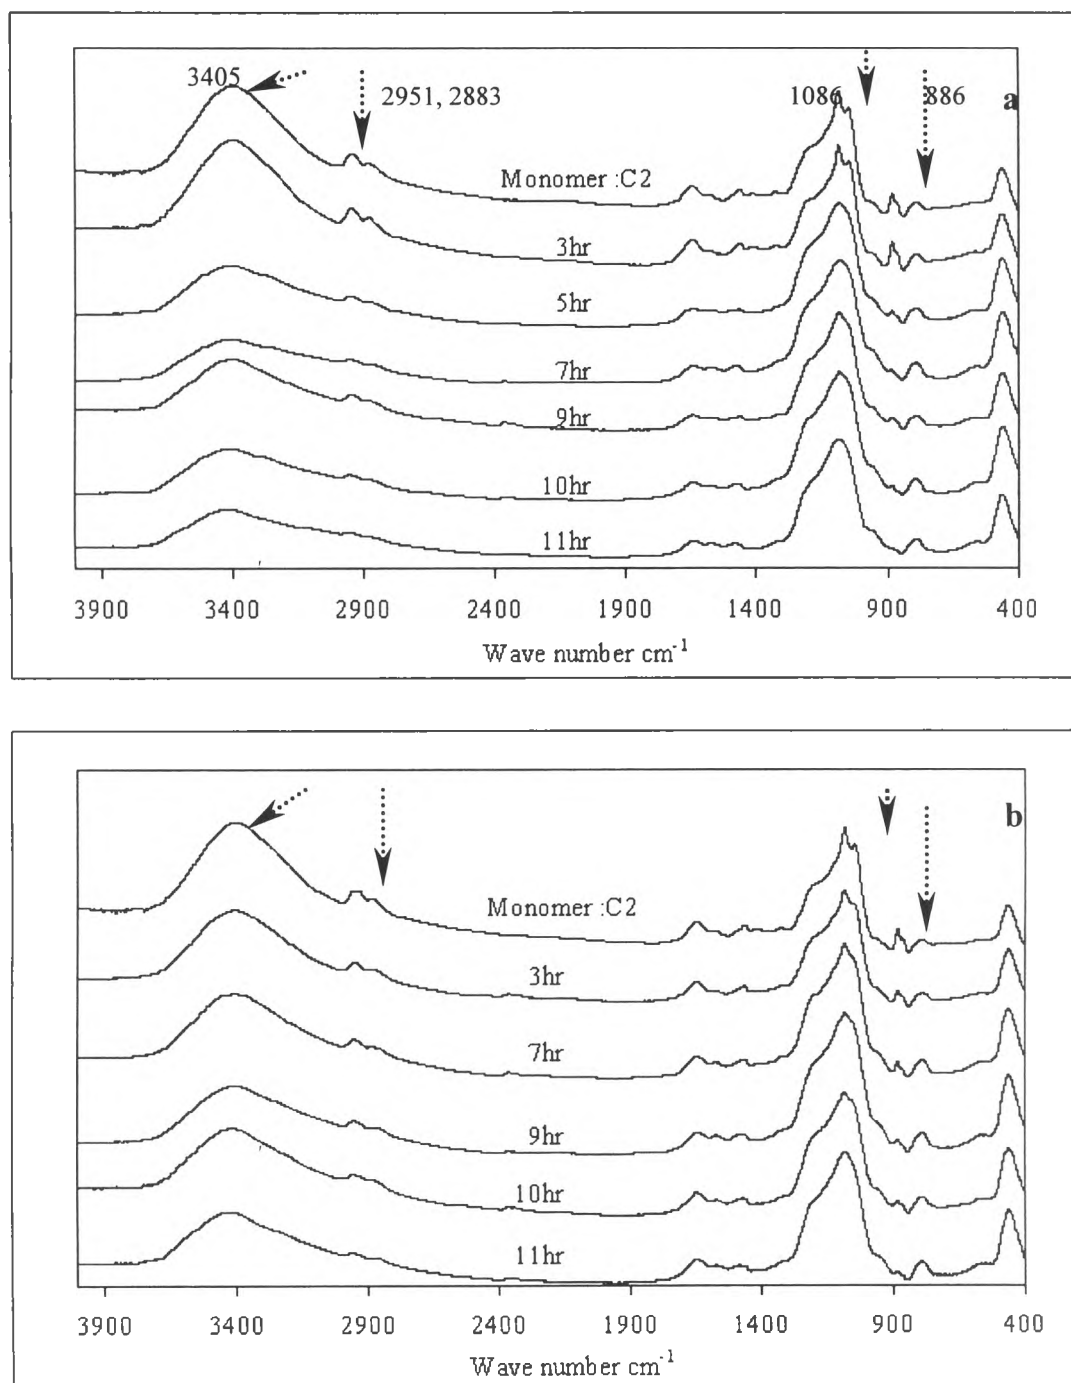 3405
2951, 2883
1086
886
a
Monomer :C2
3hr
5hr
7hr
9hr
10hr
11hr
3900 3400 2900 2400 1900 1400 900 400
Wave number cm-1
b
Monomer :C2
3hr
7hr
9hr
10hr
11hr
3900 3400 2900 2400 1900 1400 900 400
Wave number cm-1